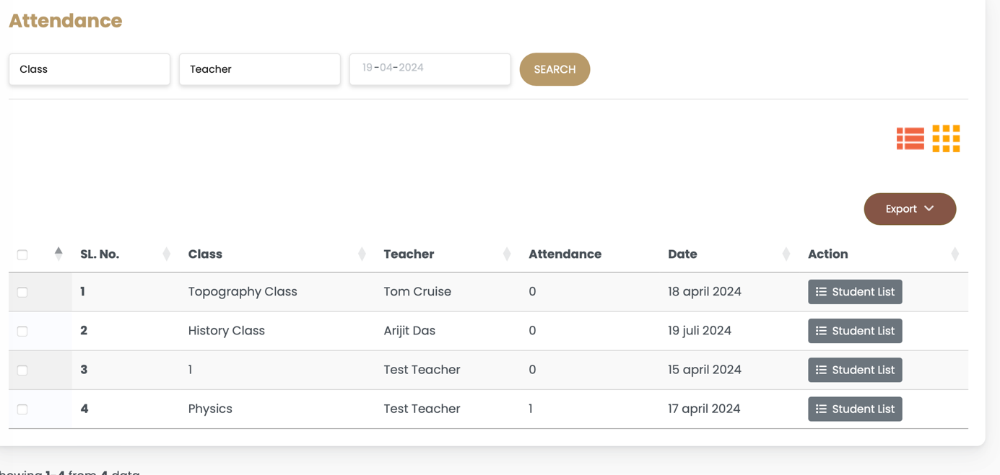 Attendance
Class Teacher 19-04-2024 SEARCH
Export
SL. No. Class Teacher Attendance Date Action
1 Topography Class Tom Cruise 0 18 april 2024 Student List
2 History Class Arijit Das 0 19 juli 2024 Student List
3 1 Test Teacher 0 15 april 2024 Student List
4 Physics Test Teacher 1 17 april 2024 Student List
1-4 from 4 data